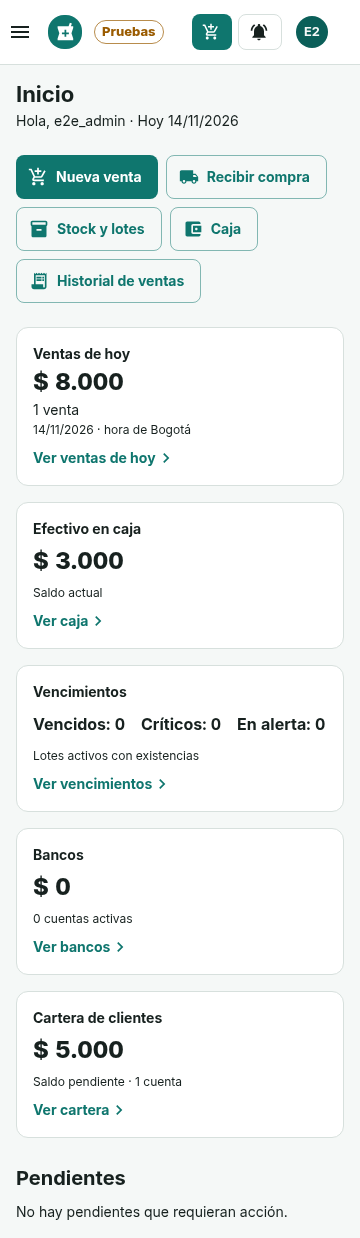 Pruebas
E2
Inicio
Hola, e2e_admin · Hoy 14/11/2026
Nueva venta
Recibir compra
Stock y lotes
Caja
Historial de ventas
Ventas de hoy
$ 8.000
1 venta
14/11/2026 · hora de Bogotá
Ver ventas de hoy
Efectivo en caja
$ 3.000
Saldo actual
Ver caja
Vencimientos
Vencidos: 0 Críticos: 0 En alerta: 0
Lotes activos con existencias
Ver vencimientos
Bancos
$ 0
0 cuentas activas
Ver bancos
Cartera de clientes
$ 5.000
Saldo pendiente · 1 cuenta
Ver cartera
Pendientes
No hay pendientes que requieran acción.